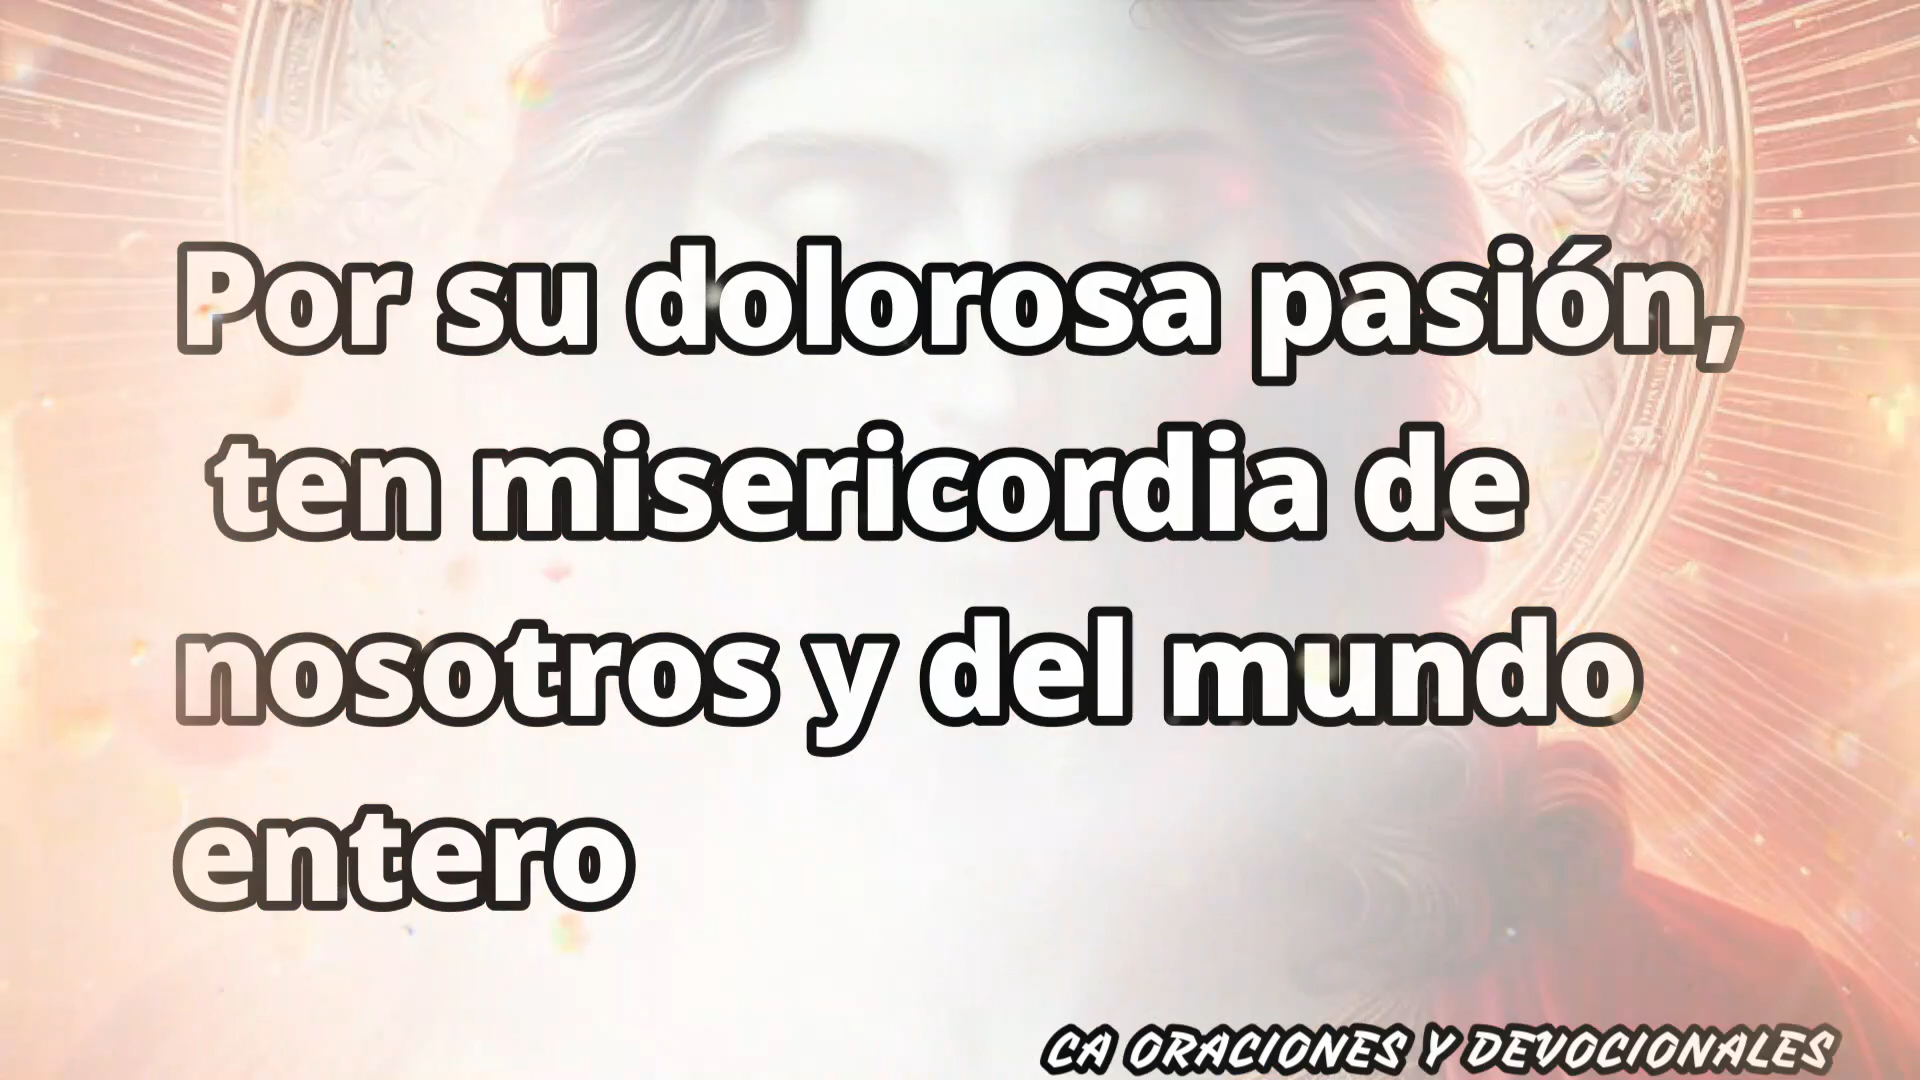 Por su dolorosa pasión,
ten misericordia de
nosotros y del mundo
entero
CA ORACIONES Y DEVOCIONALES